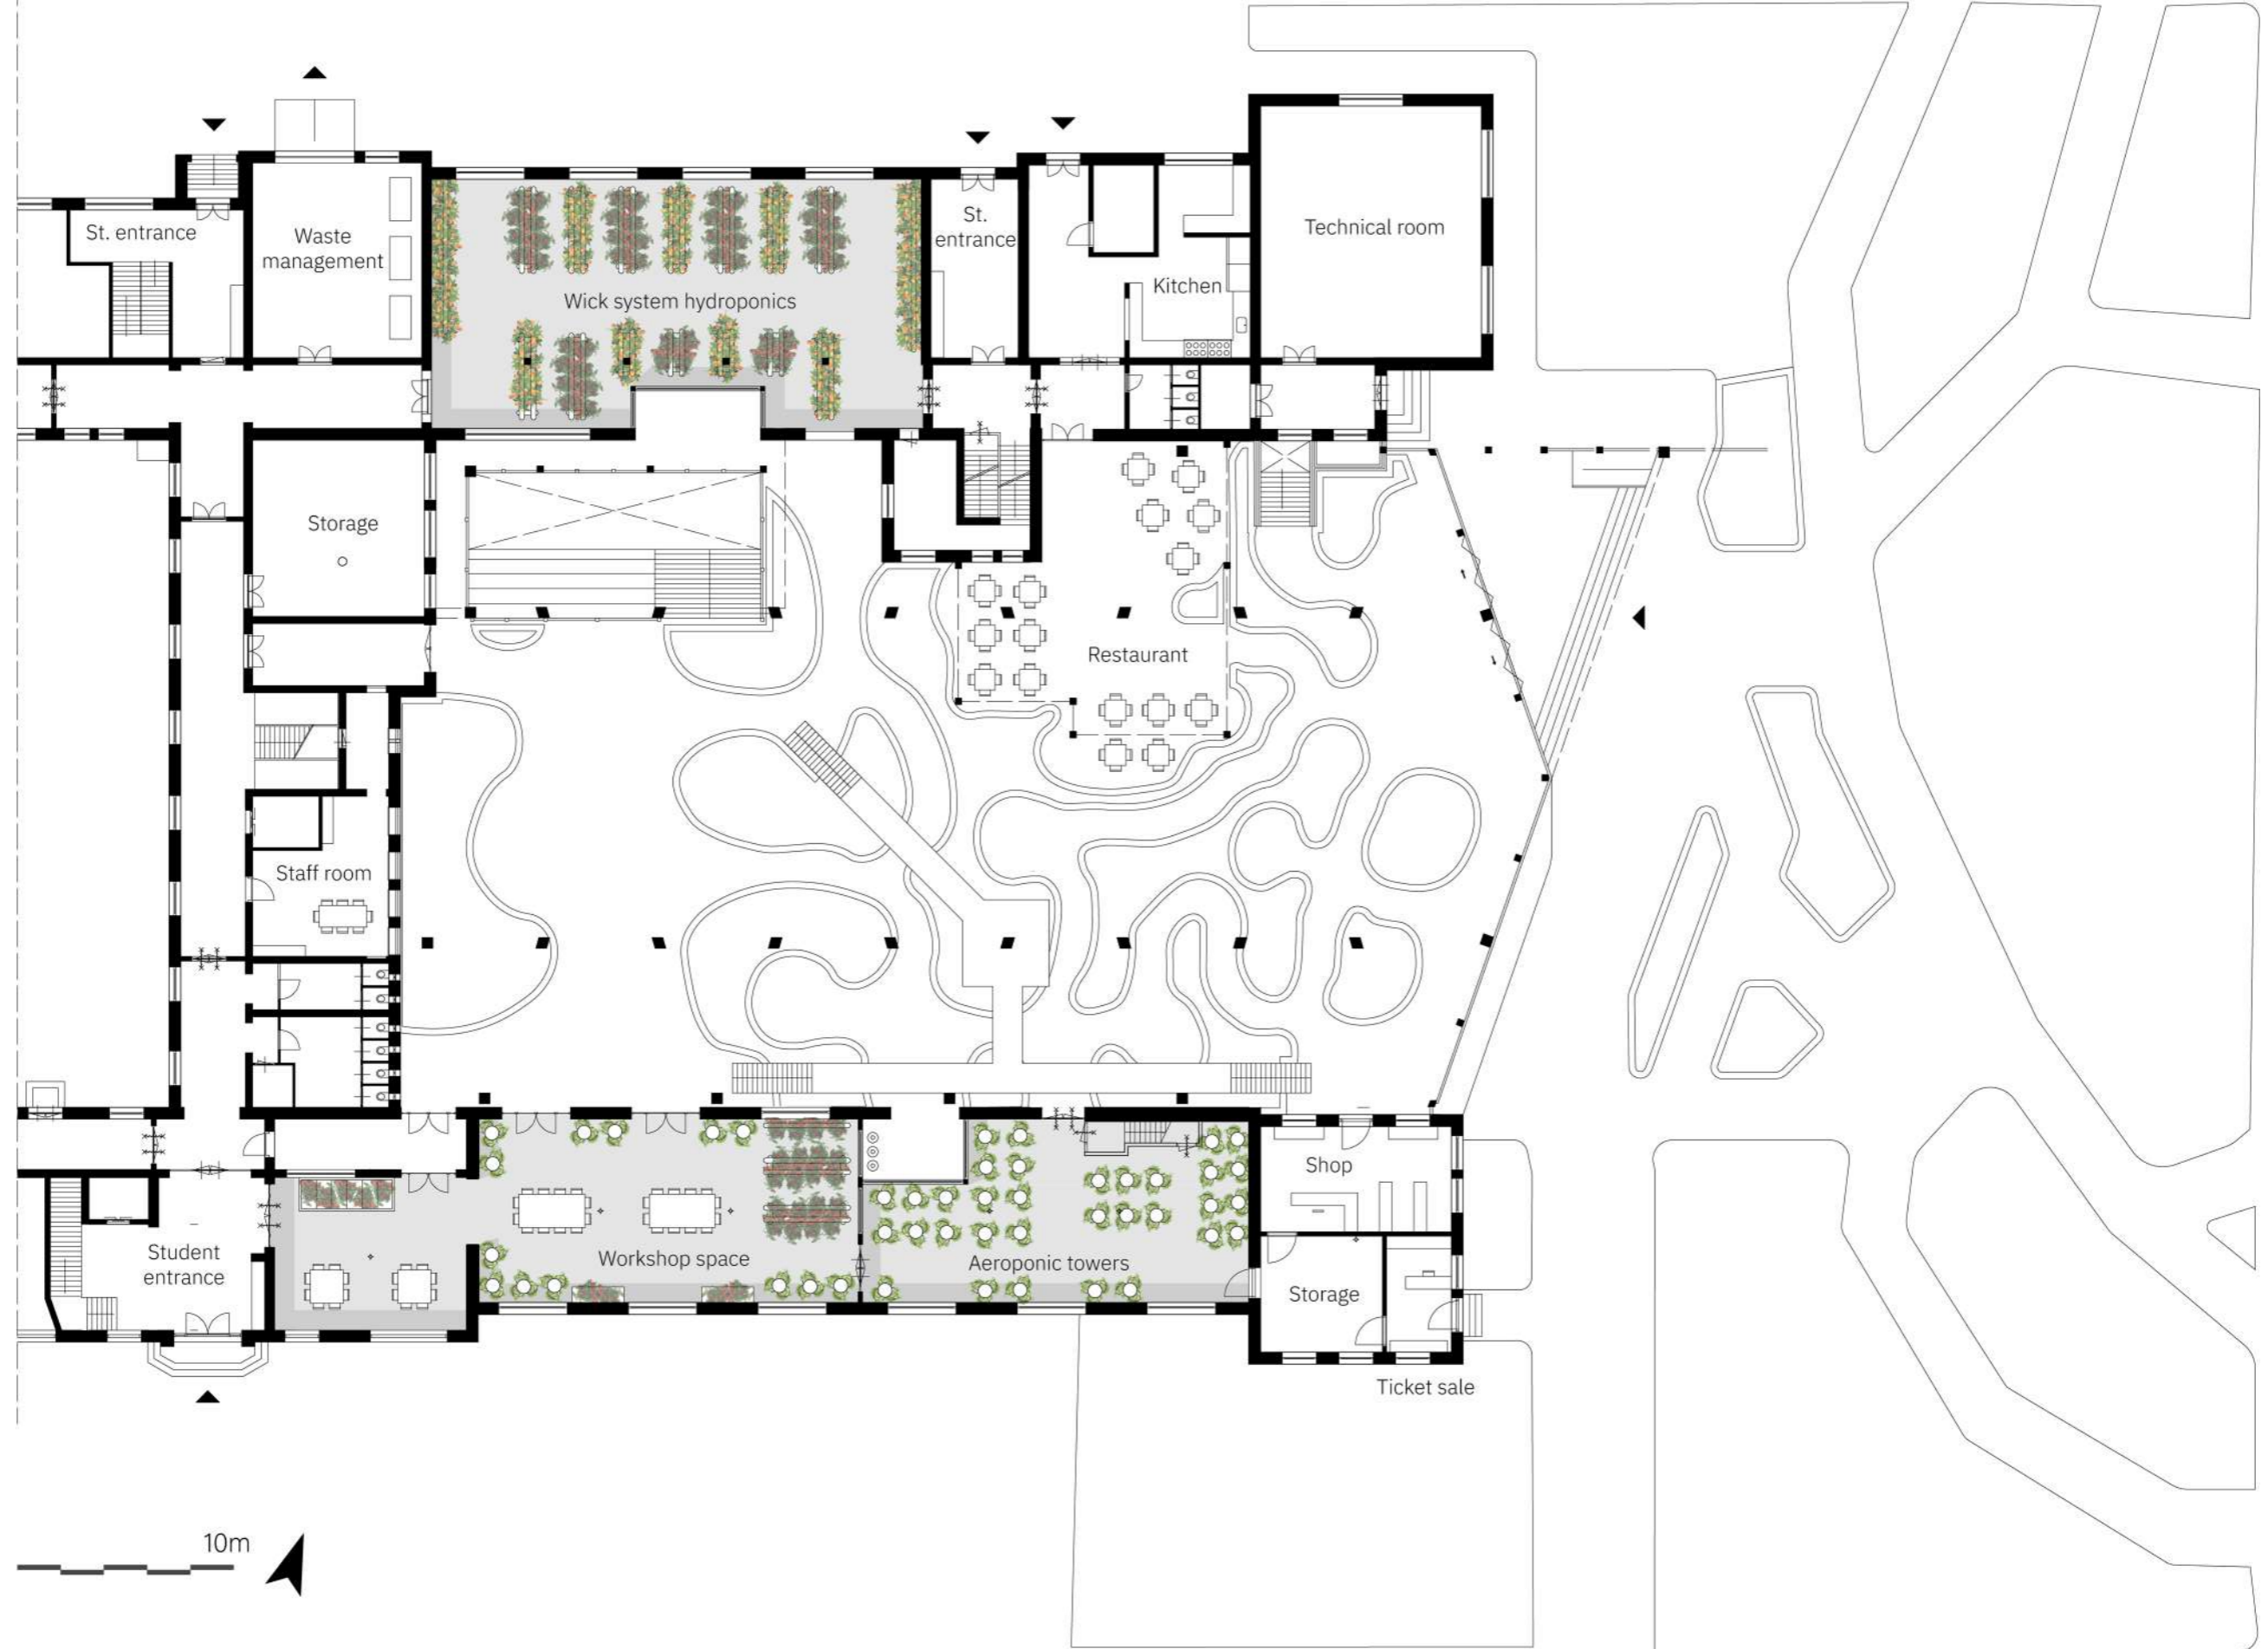 St. entrance
Waste
management
Wick system hydroponics
St.
entrance
Kitchen
Technical room
Storage
Restaurant
Staff room
Student
entrance
Workshop space
Aeroponic towers
Shop
Storage
Ticket sale
10m